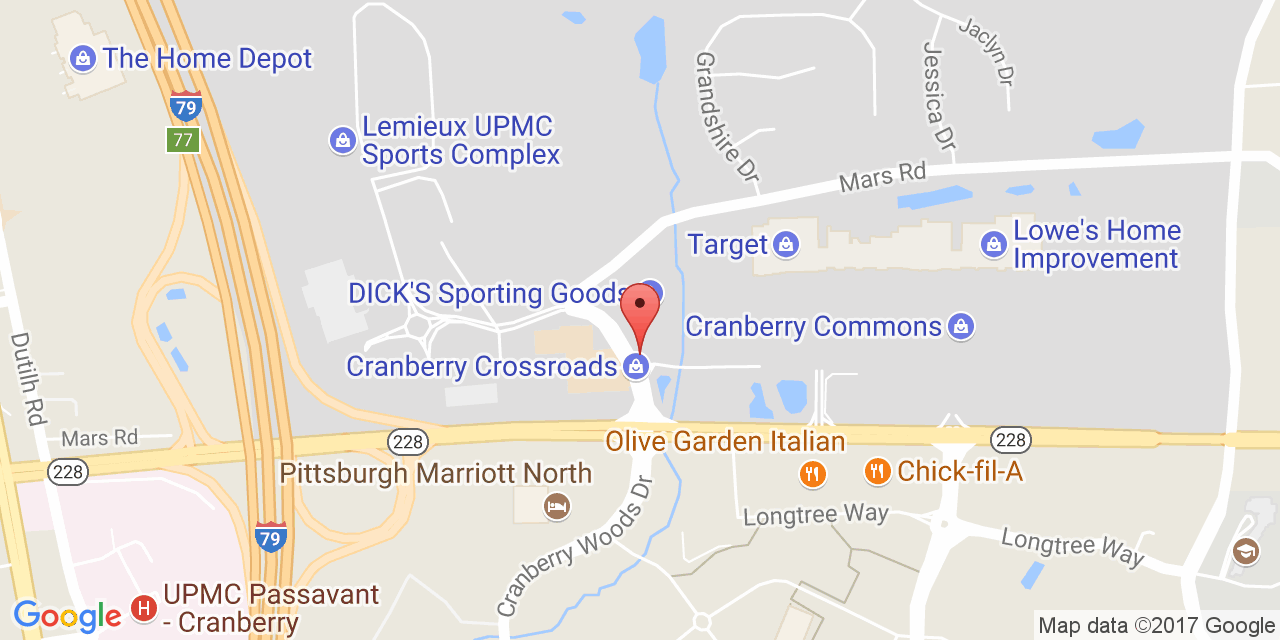 The Home Depot
79
77
Lemieux UPMC
Sports Complex
Grandshire Dr
Jessica Dr
Jaclyn Dr
Mars Rd
Target
Lowe's Home
Improvement
DICK'S Sporting Goods
Cranberry Commons
Cranberry Crossroads
Dutilh Rd
Mars Rd
228
228
228
Olive Garden Italian
Chick-fil-A
Pittsburgh Marriott North
Cranberry Woods Dr
Longtree Way
Longtree Way
79
H
UPMC Passavant
- Cranberry
Google
Map data ©2017 Google